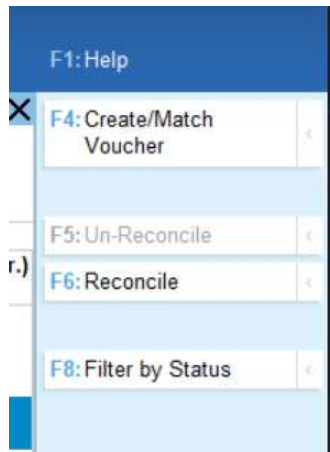 F1: Help
F4: Create/Match
Voucher
F5: Un-Reconcile
r.)
F6: Reconcile
F8: Filter by Status